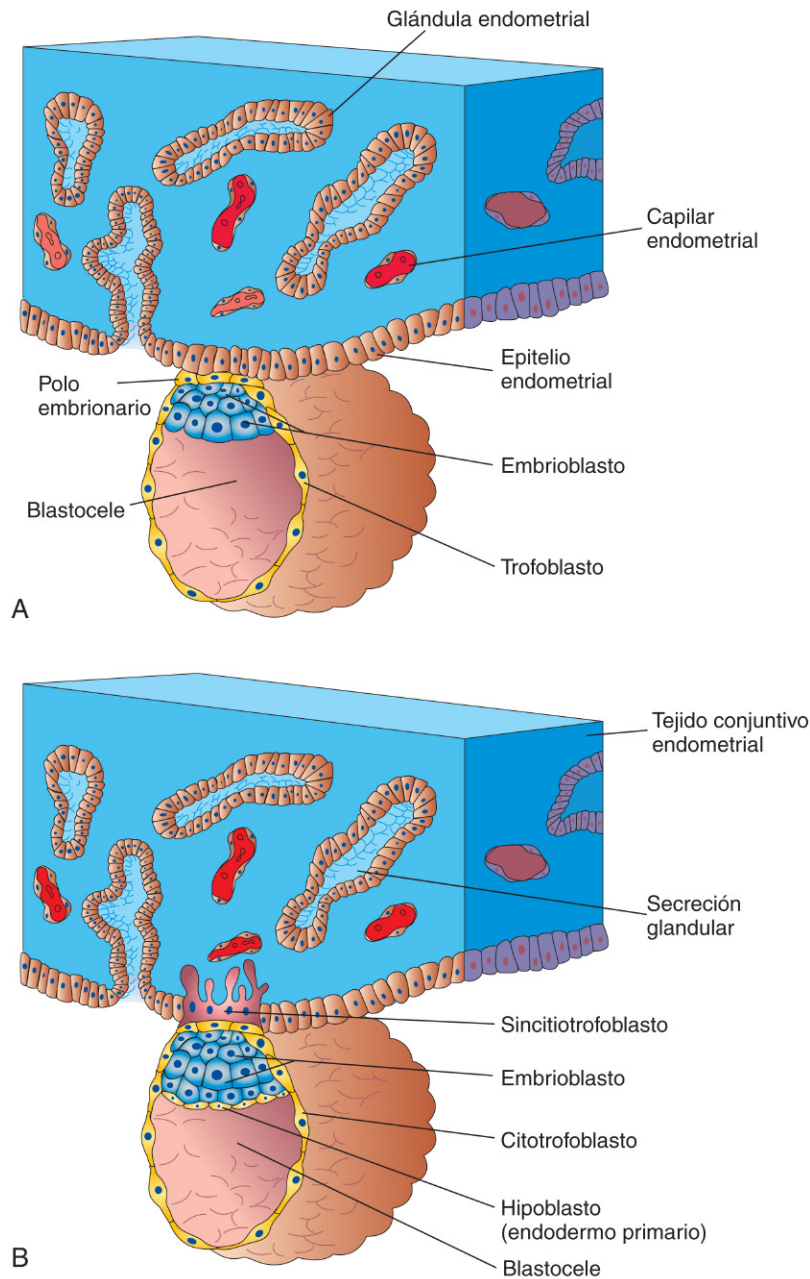 Glándula endometrial
Capilar
endometrial
Epitelio
endometrial
Polo
embrionario
Embrioblasto
Blastocele
Trofoblasto
A
Tejido conjuntivo
endometrial
Secreción
glandular
Sincitiotrofoblasto
Embrioblasto
Citotrofoblasto
Hipoblasto
(endodermo primario)
Blastocele
B